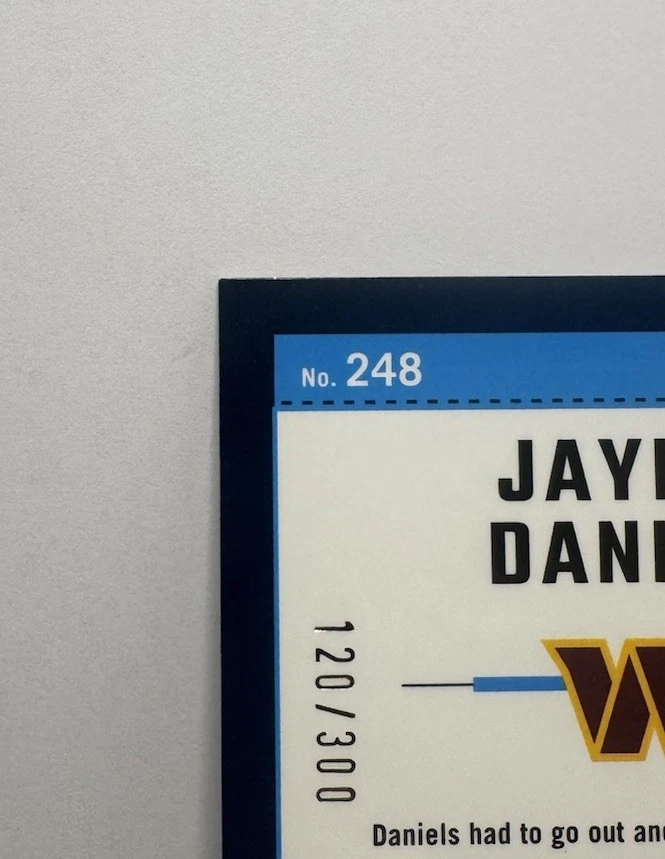 No. 248
JAY
DAN
120/300
W
Daniels had to go out an